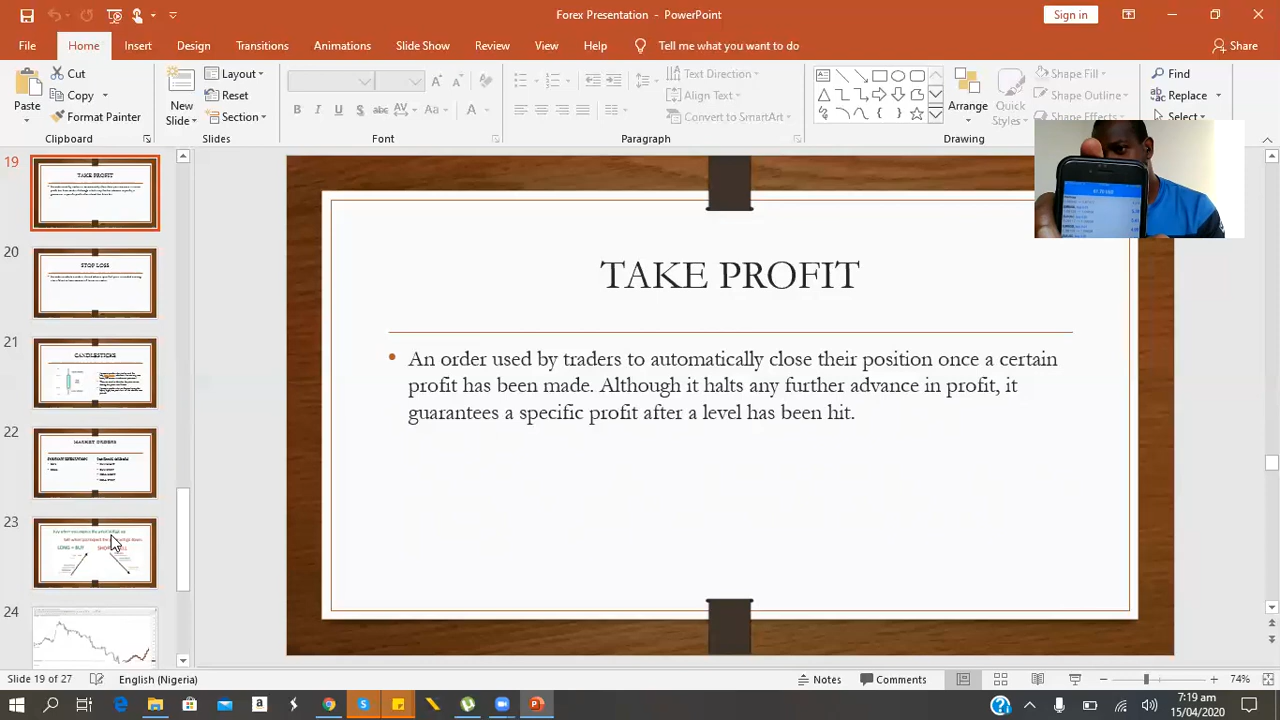 Forex Presentation - PowerPoint
Sign in
File Home Insert Design Transitions Animations Slide Show Review View Help Tell me what you want to do Share
Paste
Cut
Copy
Format Painter
Clipboard
New
Slide
Layout
Reset
Section
Slides
Font
Text Direction
Align Text
Convert to SmartArt
Paragraph
Arrange
Quick
Styles
Shape Fill
Shape Outline
Shape Effects
Drawing
Find
Replace
Select
19
TAKE PROFIT
20
STOP LOSS
21
CANDLESTICKS
22
MARKET ORDERS
23
LONG = BUY
24
TAKE PROFIT
• An order used by traders to automatically close their position once a certain
profit has been made. Although it halts any further advance in profit, it
guarantees a specific profit after a level has been hit.
Slide 19 of 27
English (Nigeria)
Notes
Comments
74%
7:19 am
15/04/2020